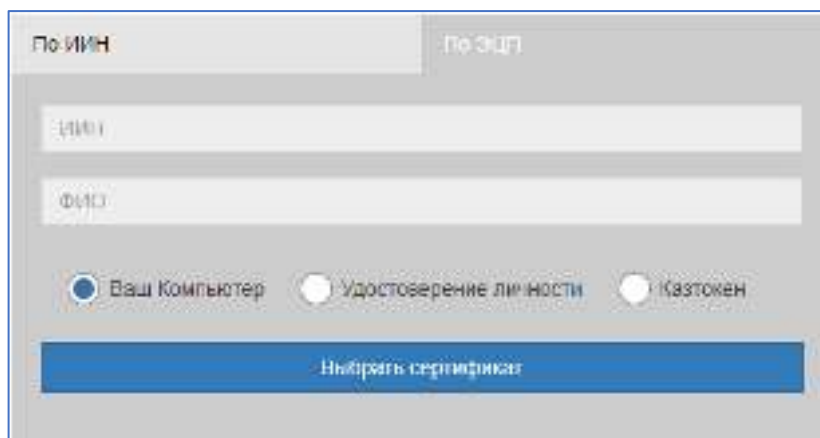 По ИИН
По ЭЦП
ИИН
ФИО
Ваш Компьютер
Удостоверение личности
Казтокен
Выбрать сертификат